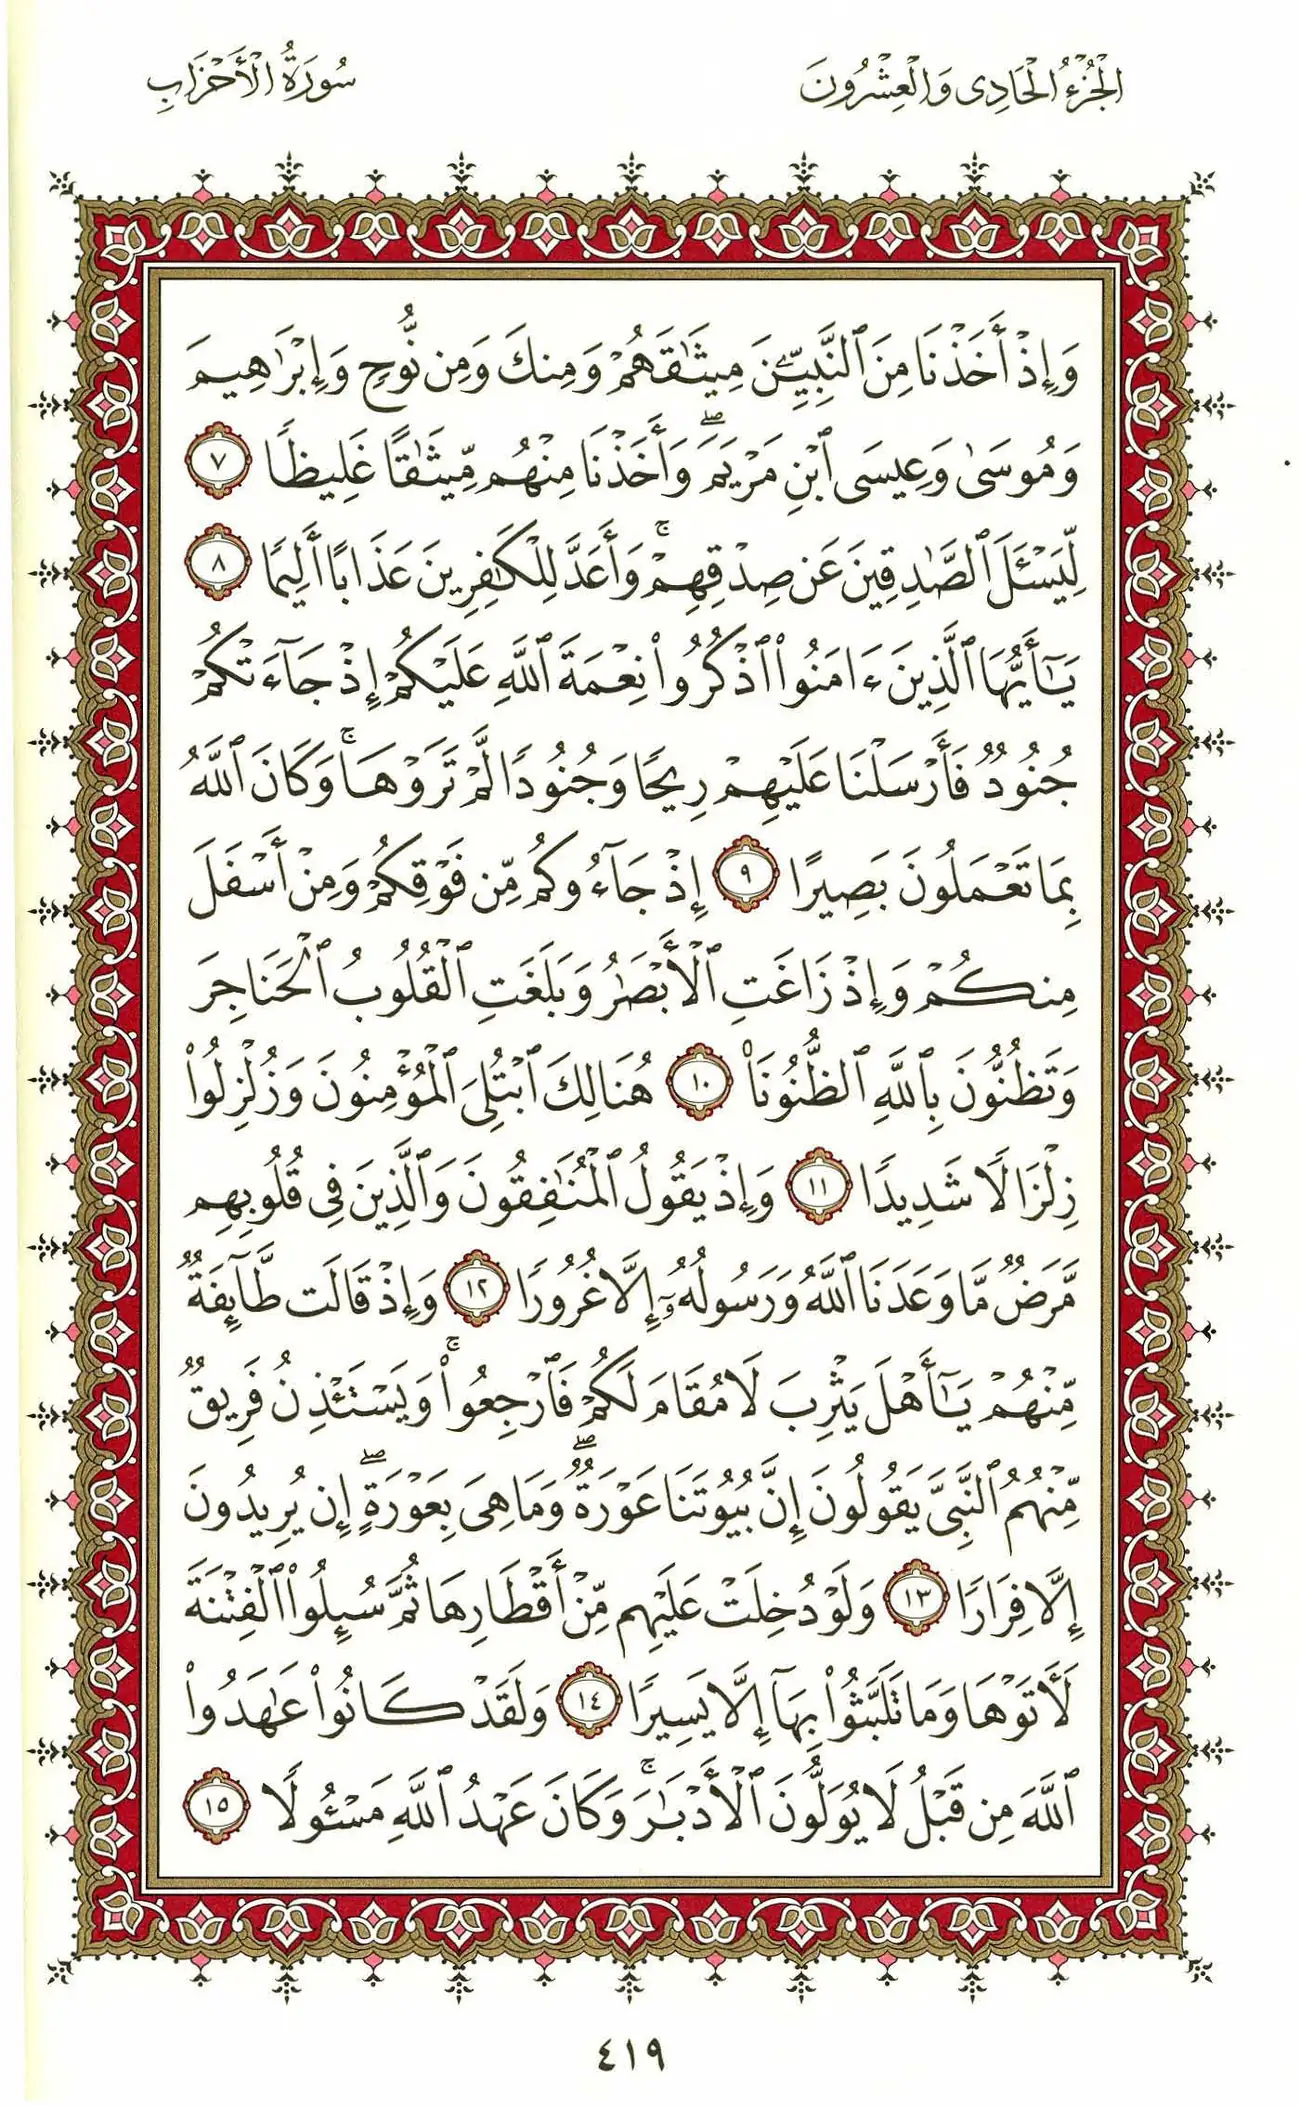 الجُزْءُ الحَادِى وَالْعِشْرُونَ
سُورَةُ الأَحْزَابِ
وَإِذْ أَخَذْنَا مِنَ ٱلنَّبِيِّـۧنَ مِيثَـٰقَهُمْ وَمِنكَ وَمِن نُّوحٍ وَإِبْرَٰهِيمَ
وَمُوسَىٰ وَعِيسَى ٱبْنِ مَرْيَمَ ۖ وَأَخَذْنَا مِنْهُم مِّيثَـٰقًا غَلِيظًا ٧
لِّيَسْـَٔلَ ٱلصَّـٰدِقِينَ عَن صِدْقِهِمْ ۚ وَأَعَدَّ لِلْكَـٰفِرِينَ عَذَابًا أَلِيمًا ٨
يَـٰٓأَيُّهَا ٱلَّذِينَ ءَامَنُوا۟ ٱذْكُرُوا۟ نِعْمَةَ ٱللَّهِ عَلَيْكُمْ إِذْ جَآءَتْكُمْ
جُنُودٌ فَأَرْسَلْنَا عَلَيْهِمْ رِيحًا وَجُنُودًا لَّمْ تَرَوْهَا ۚ وَكَانَ ٱللَّهُ
بِمَا تَعْمَلُونَ بَصِيرًا ٩ إِذْ جَآءُوكُم مِّن فَوْقِكُمْ وَمِنْ أَسْفَلَ
مِنكُمْ وَإِذْ زَاغَتِ ٱلْأَبْصَـٰرُ وَبَلَغَتِ ٱلْقُلُوبُ ٱلْحَنَاجِرَ
وَتَظُنُّونَ بِٱللَّهِ ٱلظُّنُونَا۠ ١٠ هُنَالِكَ ٱبْتُلِىَ ٱلْمُؤْمِنُونَ وَزُلْزِلُوا۟
زِلْزَالًا شَدِيدًا ١١ وَإِذْ يَقُولُ ٱلْمُنَـٰفِقُونَ وَٱلَّذِينَ فِى قُلُوبِهِم
مَّرَضٌ مَّا وَعَدَنَا ٱللَّهُ وَرَسُولُهُۥٓ إِلَّا غُرُورًا ١٢ وَإِذْ قَالَت طَّآئِفَةٌ
مِّنْهُمْ يَـٰٓأَهْلَ يَثْرِبَ لَا مُقَامَ لَكُمْ فَٱرْجِعُوا۟ ۚ وَيَسْتَـْٔذِنُ فَرِيقٌ
مِّنْهُمُ ٱلنَّبِىَّ يَقُولُونَ إِنَّ بُيُوتَنَا عَوْرَةٌ ۖ وَمَا هِىَ بِعَوْرَةٍ ۖ إِن يُرِيدُونَ
إِلَّا فِرَارًا ١٣ وَلَوْ دُخِلَتْ عَلَيْهِم مِّنْ أَقْطَارِهَا ثُمَّ سُئِلُوا۟ ٱلْفِتْنَةَ
لَـَٔاتَوْهَا وَمَا تَلَبَّثُوا۟ بِهَآ إِلَّا يَسِيرًا ١٤ وَلَقَدْ كَانُوا۟ عَـٰهَدُوا۟
ٱللَّهَ مِن قَبْلُ لَا يُوَلُّونَ ٱلْأَدْبَـٰرَ ۚ وَكَانَ عَهْدُ ٱللَّهِ مَسْـُٔولًا ١٥
٤١٩